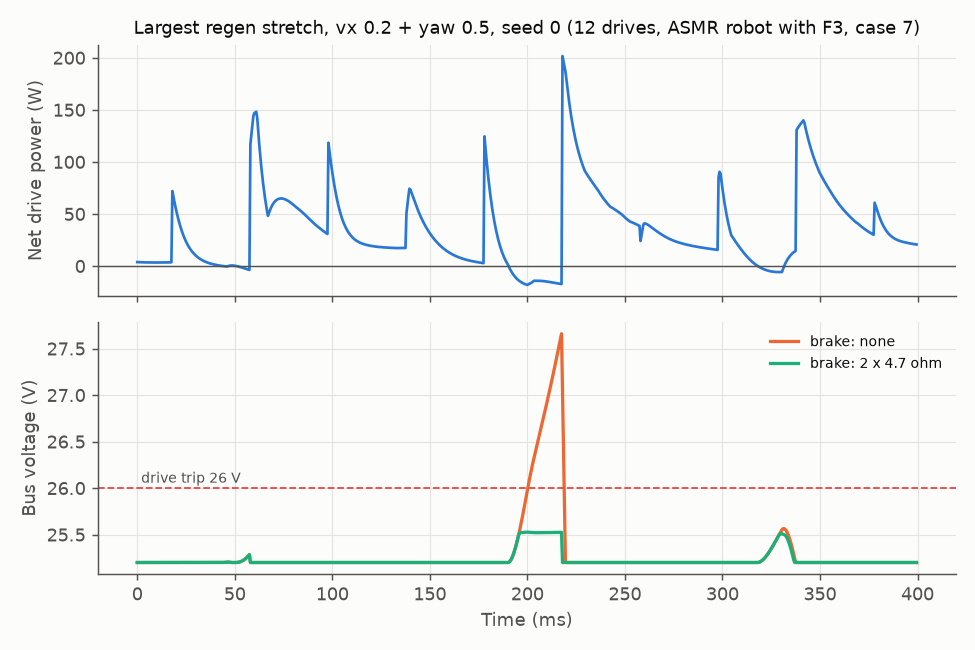 Largest regen stretch, vx 0.2 + yaw 0.5, seed 0 (12 drives, ASMR robot with F3, case 7)
Net drive power (W)
200
150
100
50
0
Bus voltage (V)
27.5
27.0
26.5
26.0
25.5
brake: none
brake: 2 x 4.7 ohm
drive trip 26 V
0 50 100 150 200 250 300 350 400
Time (ms)